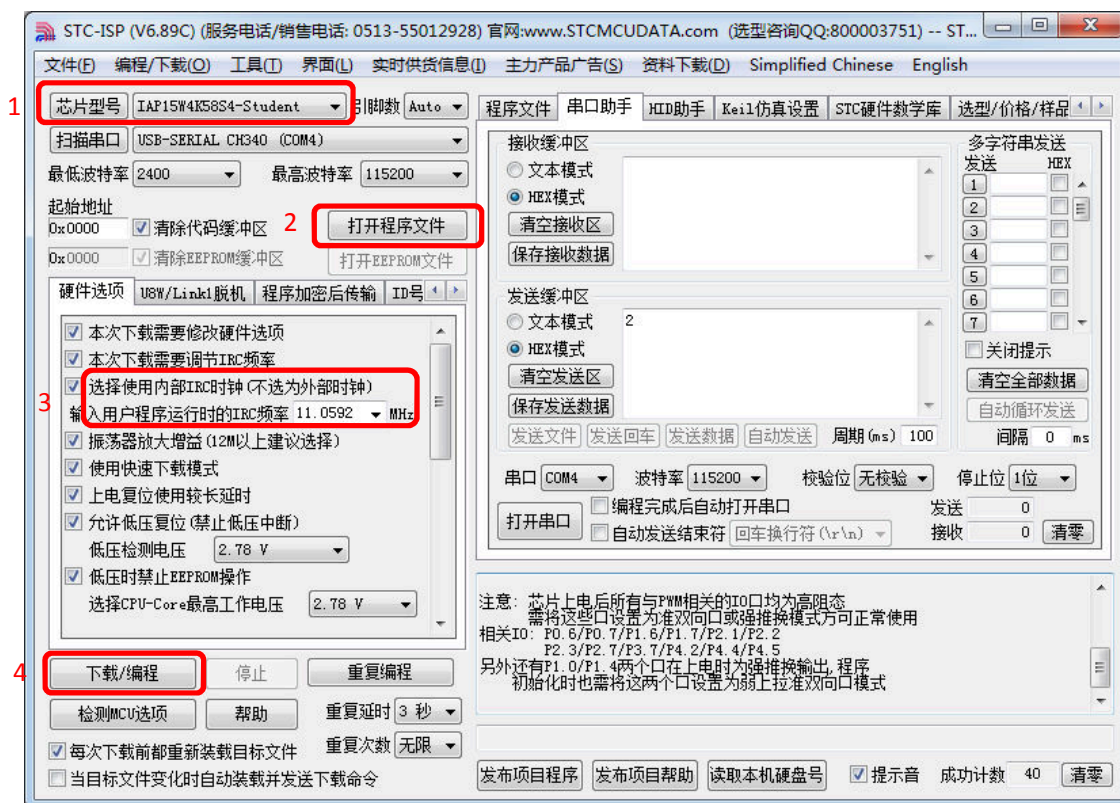 STC-ISP (V6.89C) (服务电话/销售电话: 0513-55012928) 官网:www.STCMCUDATA.com (选型咨询QQ:800003751) -- ST...
文件(F) 编程/下载(O) 工具(T) 界面(L) 实时供货信息(I) 主力产品广告(S) 资料下载(D) Simplified Chinese English
1 芯片型号 IAP15W4K58S4-Student 引脚数 Auto
扫描串口 USB-SERIAL CH340 (COM4)
最低波特率 2400 最高波特率 115200
起始地址
0x0000 清除代码缓冲区 2 打开程序文件
0x0000 清除EEPROM缓冲区 打开EEPROM文件
硬件选项 U8W/Link1脱机 程序加密后传输 ID号
本次下载需要修改硬件选项
本次下载需要调节IRC频率
3 选择使用内部IRC时钟(不选为外部时钟)
输入用户程序运行时的IRC频率 11.0592 MHz
振荡器放大增益(12M以上建议选择)
使用快速下载模式
上电复位使用较长延时
允许低压复位(禁止低压中断)
低压检测电压 2.78 V
低压时禁止EEPROM操作
选择CPU-Core最高工作电压 2.78 V
4 下载/编程 停止 重复编程
检测MCU选项 帮助 重复延时 3 秒
每次下载前都重新装载目标文件 重复次数 无限
当目标文件变化时自动装载并发送下载命令
程序文件 串口助手 HID助手 Keil仿真设置 STC硬件数学库 选型/价格/样品
接收缓冲区
文本模式
HEX模式
清空接收区
保存接收数据
发送缓冲区
文本模式 2
HEX模式
清空发送区
保存发送数据
发送文件 发送回车 发送数据 自动发送 周期(ms) 100
多字符串发送
发送 HEX
1
2
3
4
5
6
7
关闭提示
清空全部数据
自动循环发送
间隔 0 ms
串口 COM4 波特率 115200 校验位 无校验 停止位 1位
打开串口 编程完成后自动打开串口 发送 0
自动发送结束符 回车换行符(\r\n) 接收 0 清零
注意: 芯片上电后所有与PWM相关的IO口均为高阻态
需将这些口设置为准双向口或强推挽模式方可正常使用
相关IO: P0.6/P0.7/P1.6/P1.7/P2.1/P2.2
P2.3/P2.7/P3.7/P4.2/P4.4/P4.5
另外还有P1.0/P1.4两个口在上电时为强推挽输出,程序
初始化时也需将这两个口设置为弱上拉准双向口模式
发布项目程序 发布项目帮助 读取本机硬盘号 提示音 成功计数 40 清零